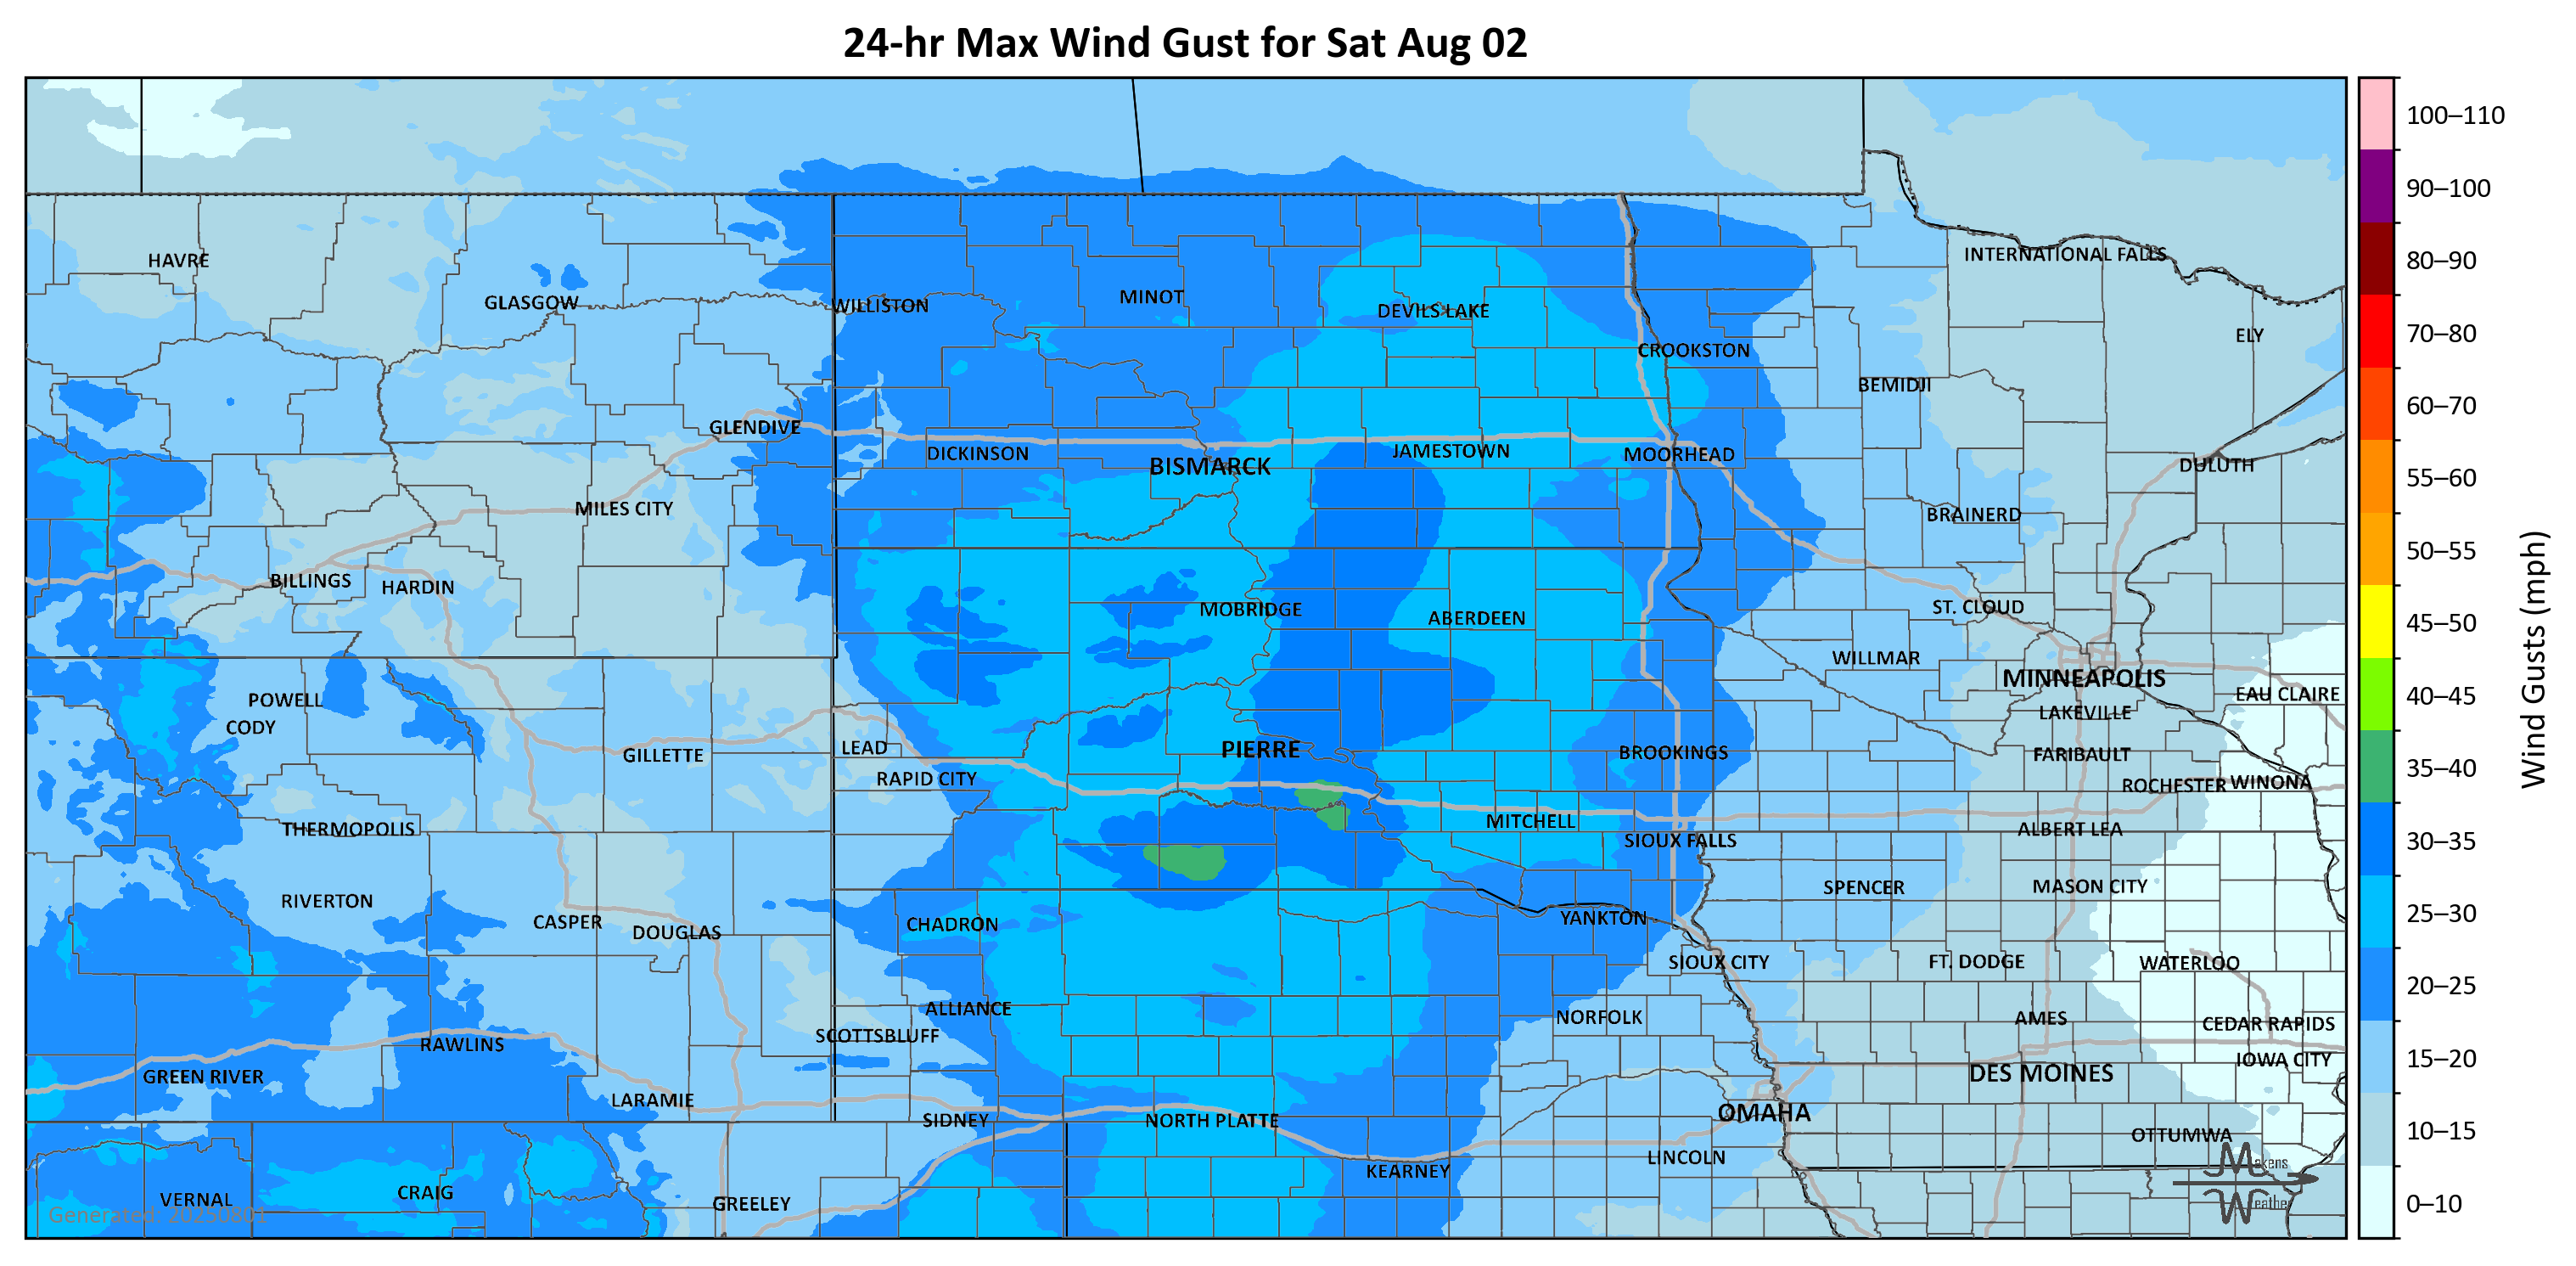 24-hr Max Wind Gust for Sat Aug 02
100–110
90–100
80–90
70–80
60–70
55–60
50–55
45–50
40–45
35–40
30–35
25–30
20–25
15–20
10–15
0–10
Wind Gusts (mph)
HAVRE
INTERNATIONAL FALLS
GLASGOW
WILLISTON
MINOT
DEVILS LAKE
ELY
CROOKSTON
BEMIDJI
GLENDIVE
DICKINSON
BISMARCK
JAMESTOWN
MOORHEAD
DULUTH
MILES CITY
BRAINERD
BILLINGS
HARDIN
MOBRIDGE
ABERDEEN
ST. CLOUD
WILLMAR
MINNEAPOLIS
EAU CLAIRE
POWELL
CODY
LAKEVILLE
GILLETTE
LEAD
PIERRE
BROOKINGS
FARIBAULT
RAPID CITY
ROCHESTER
WINONA
THERMOPOLIS
MITCHELL
SIOUX FALLS
ALBERT LEA
RIVERTON
SPENCER
MASON CITY
CASPER
DOUGLAS
CHADRON
YANKTON
SIOUX CITY
FT. DODGE
WATERLOO
ALLIANCE
NORFOLK
AMES
CEDAR RAPIDS
SCOTTSBLUFF
RAWLINS
IOWA CITY
GREEN RIVER
DES MOINES
LARAMIE
SIDNEY
NORTH PLATTE
OMAHA
OTTUMWA
KEARNEY
LINCOLN
VERNAL
CRAIG
GREELEY
Makens
Weather
Generated: 20250801